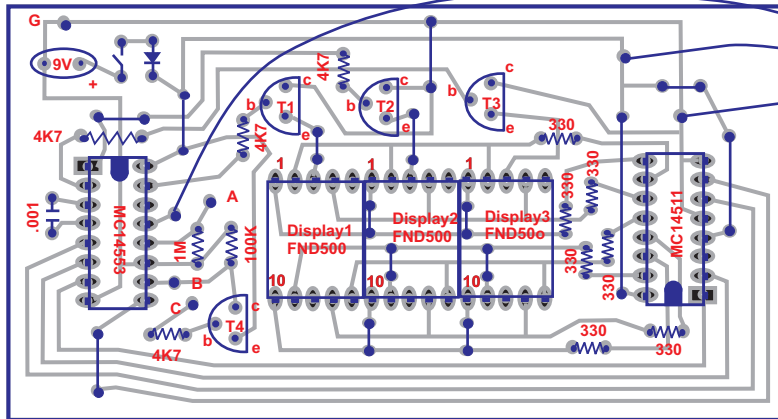 G
9V
+
4K7
c
b
T1
e
4K7
4K7
c
b
T2
e
c
b
T3
e
330
330
330
4K7
.001
MC14553
A
1M
100K
B
C
4K7
c
b
T4
e
1
Display1
FND500
10
1
Display2
FND500
10
1
Display3
FND50o
10
330
330
330
330
MC14511